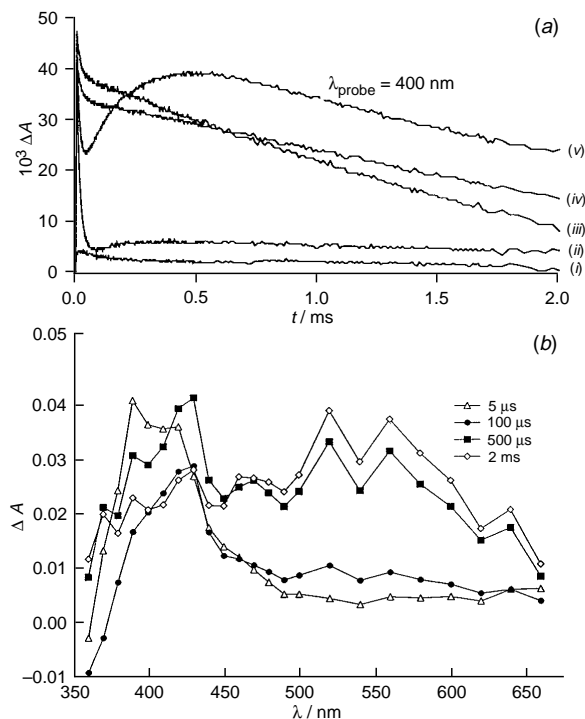 (a)
50
40
30
20
10
0
10³ ΔA
λprobe = 400 nm
(v)
(iv)
(iii)
(ii)
(i)
0.0 0.5 1.0 1.5 2.0
t / ms
(b)
0.05
0.04
0.03
0.02
0.01
0.00
−0.01
ΔA
5 μs
100 μs
500 μs
2 ms
350 400 450 500 550 600 650
λ / nm